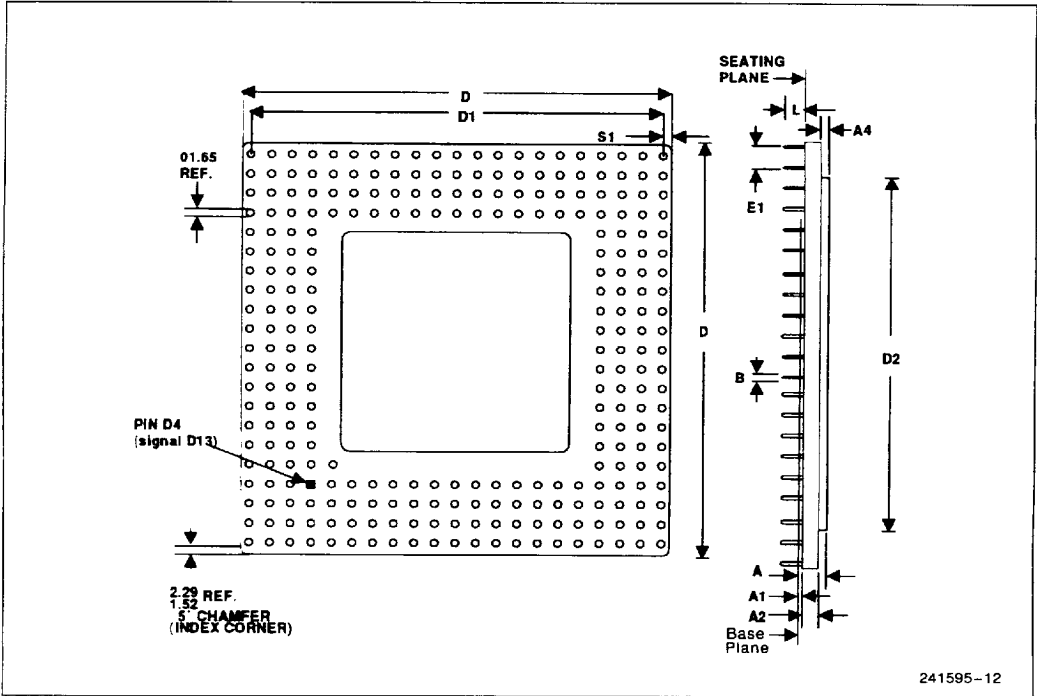 SEATING
PLANE
D
D1
S1
L
A4
01.65
REF.
E1
D
D2
B
PIN D4
(signal D13)
A
A1
A2
Base
Plane
2.29 REF.
1.52
5° CHAMFER
(INDEX CORNER)
241595-12